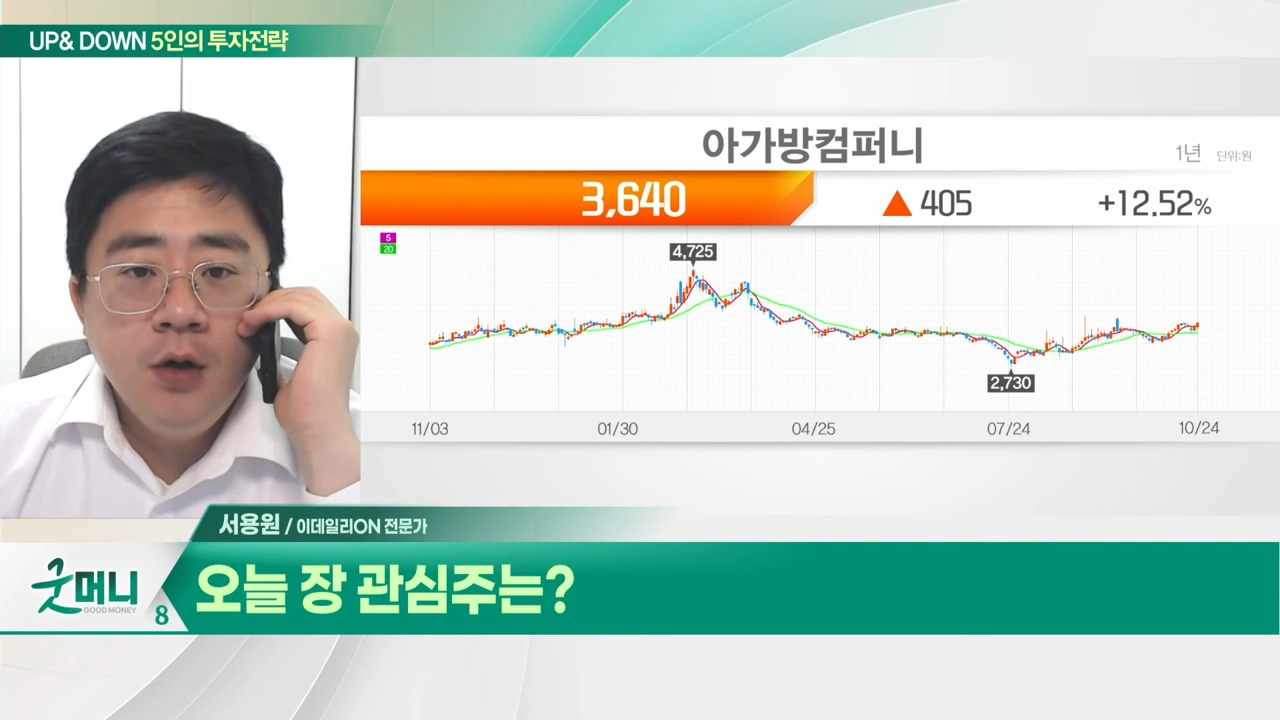 UP& DOWN 5인의 투자전략
아가방컴퍼니
1년 단위:원
3,640 ▲ 405 +12.52%
5
20
4,725
2,730
11/03 01/30 04/25 07/24 10/24
서용원 / 이데일리ON 전문가
굿머니
GOOD MONEY
8
오늘 장 관심주는?